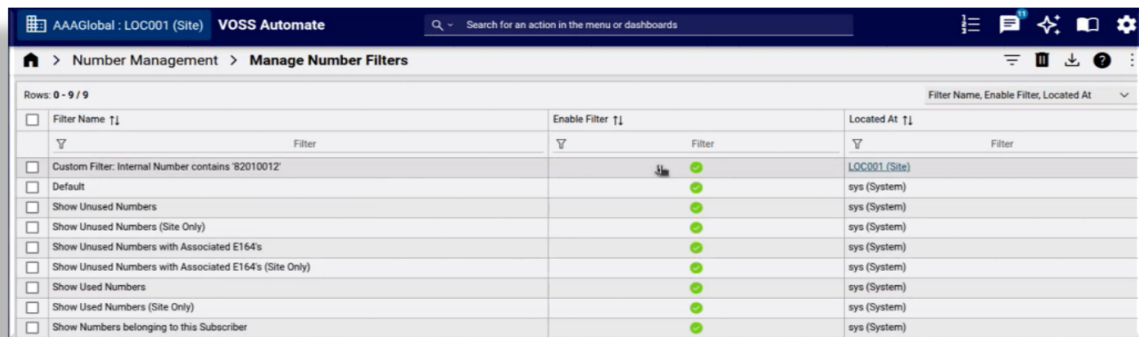 AAAGlobal : LOC001 (Site) VOSS Automate Search for an action in the menu or dashboards 11
Number Management > Manage Number Filters
Rows: 0 - 9 / 9 Filter Name, Enable Filter, Located At
Filter Name Enable Filter Located At
Filter Filter Filter
Custom Filter: Internal Number contains '82010012' LOC001 (Site)
Default sys (System)
Show Unused Numbers sys (System)
Show Unused Numbers (Site Only) sys (System)
Show Unused Numbers with Associated E164's sys (System)
Show Unused Numbers with Associated E164's (Site Only) sys (System)
Show Used Numbers sys (System)
Show Used Numbers (Site Only) sys (System)
Show Numbers belonging to this Subscriber sys (System)